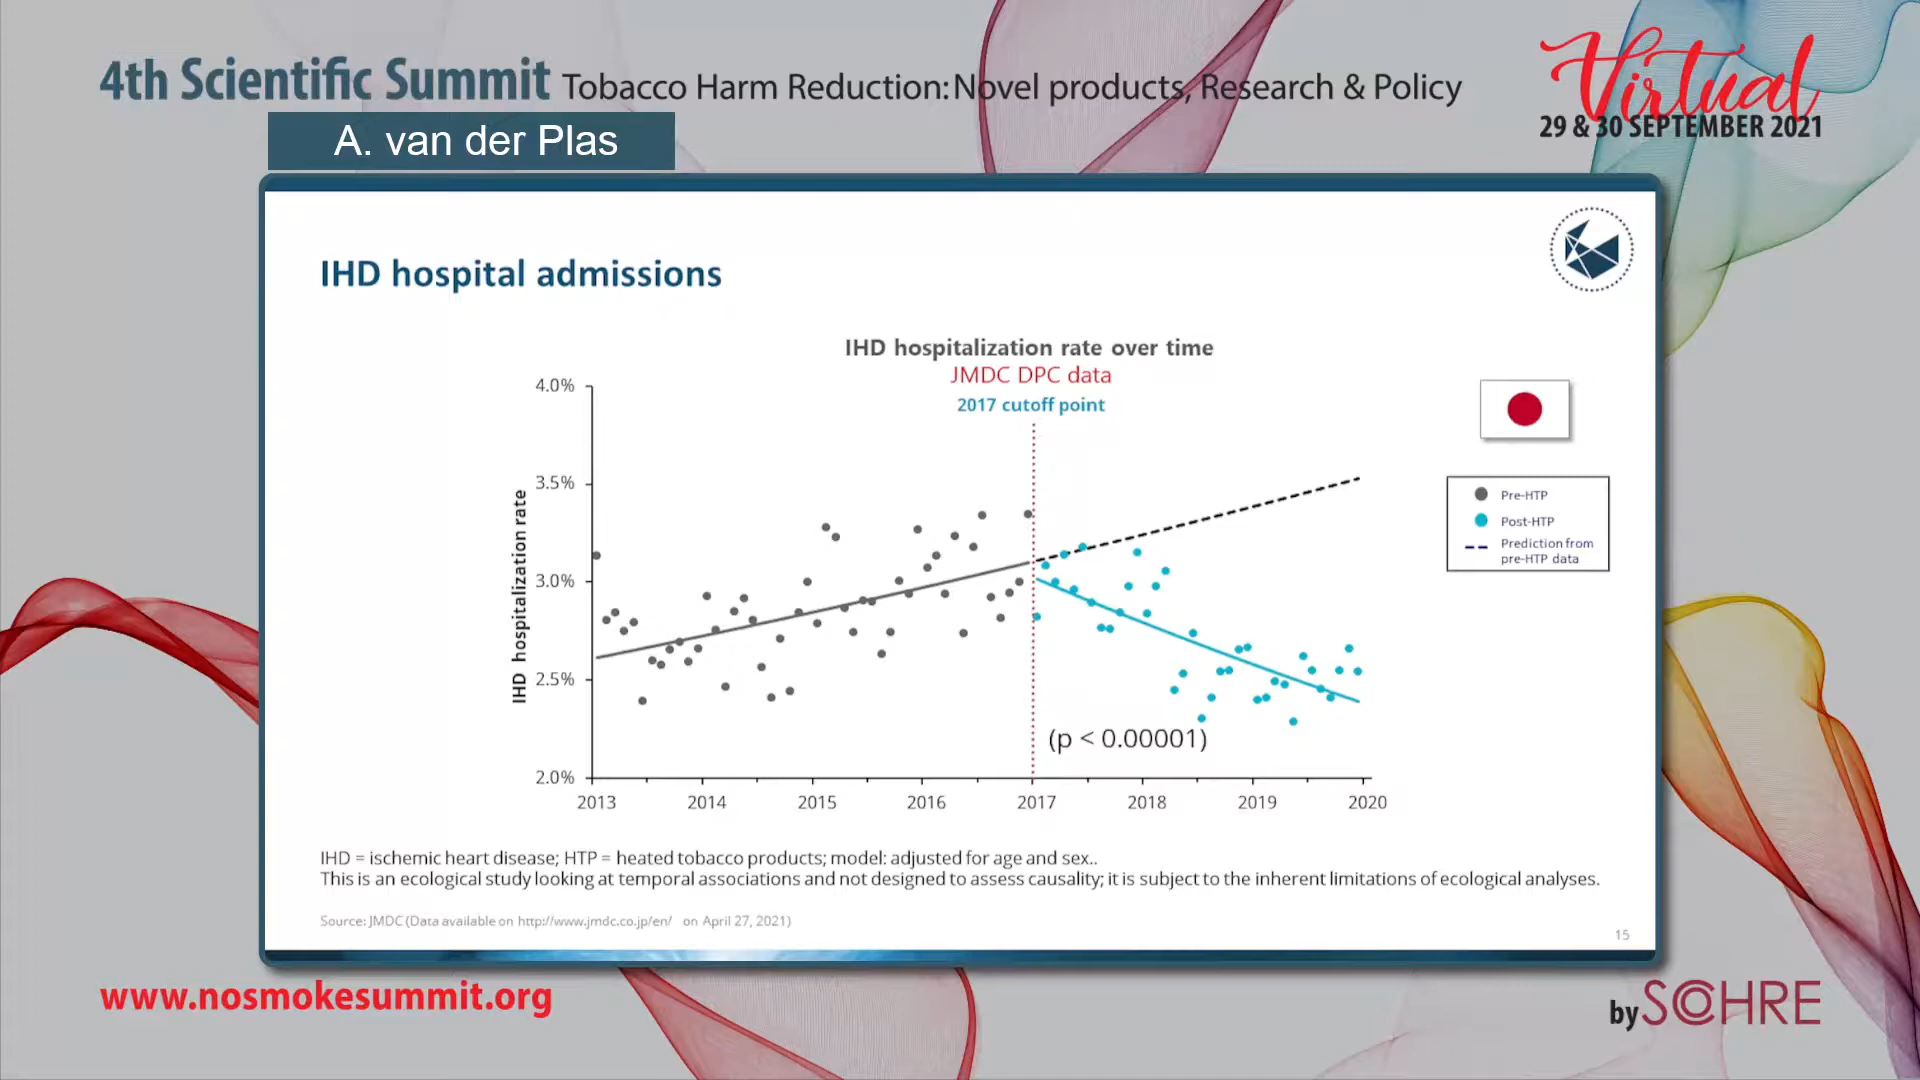 4th Scientific Summit Tobacco Harm Reduction: Novel products, Research & Policy
Virtual
29 & 30 SEPTEMBER 2021
A. van der Plas
IHD hospital admissions
IHD hospitalization rate over time
JMDC DPC data
2017 cutoff point
4.0%
3.5%
3.0%
2.5%
2.0%
IHD hospitalization rate
Pre-HTP
Post-HTP
Prediction from
pre-HTP data
(p < 0.00001)
2013 2014 2015 2016 2017 2018 2019 2020
IHD = ischemic heart disease; HTP = heated tobacco products; model: adjusted for age and sex..
This is an ecological study looking at temporal associations and not designed to assess causality; it is subject to the inherent limitations of ecological analyses.
Source: JMDC (Data available on http://www.jmdc.co.jp/en/ on April 27, 2021)
15
www.nosmokesummit.org
by SCOHRE